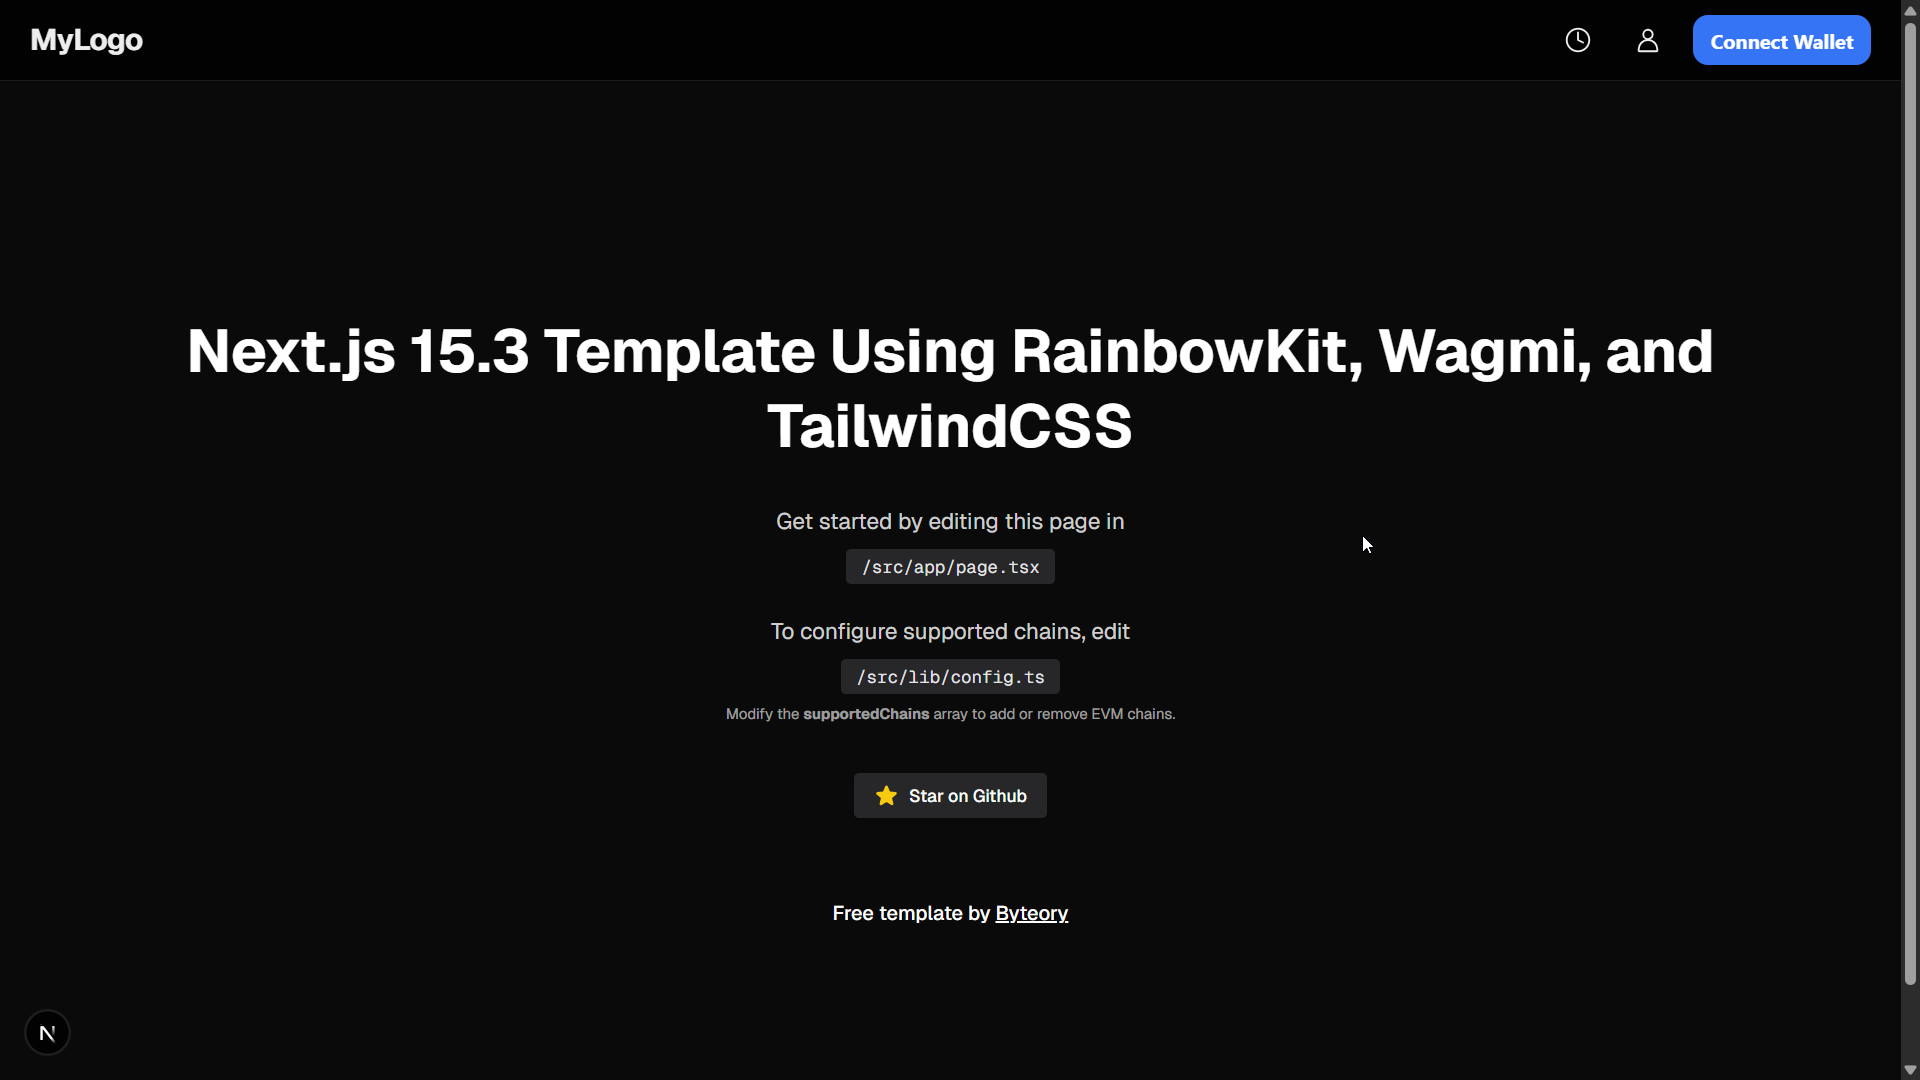 MyLogo
Connect Wallet
Next.js 15.3 Template Using RainbowKit, Wagmi, and
TailwindCSS
Get started by editing this page in
/src/app/page.tsx
To configure supported chains, edit
/src/lib/config.ts
Modify the supportedChains array to add or remove EVM chains.
Star on Github
Free template by Byteory
N